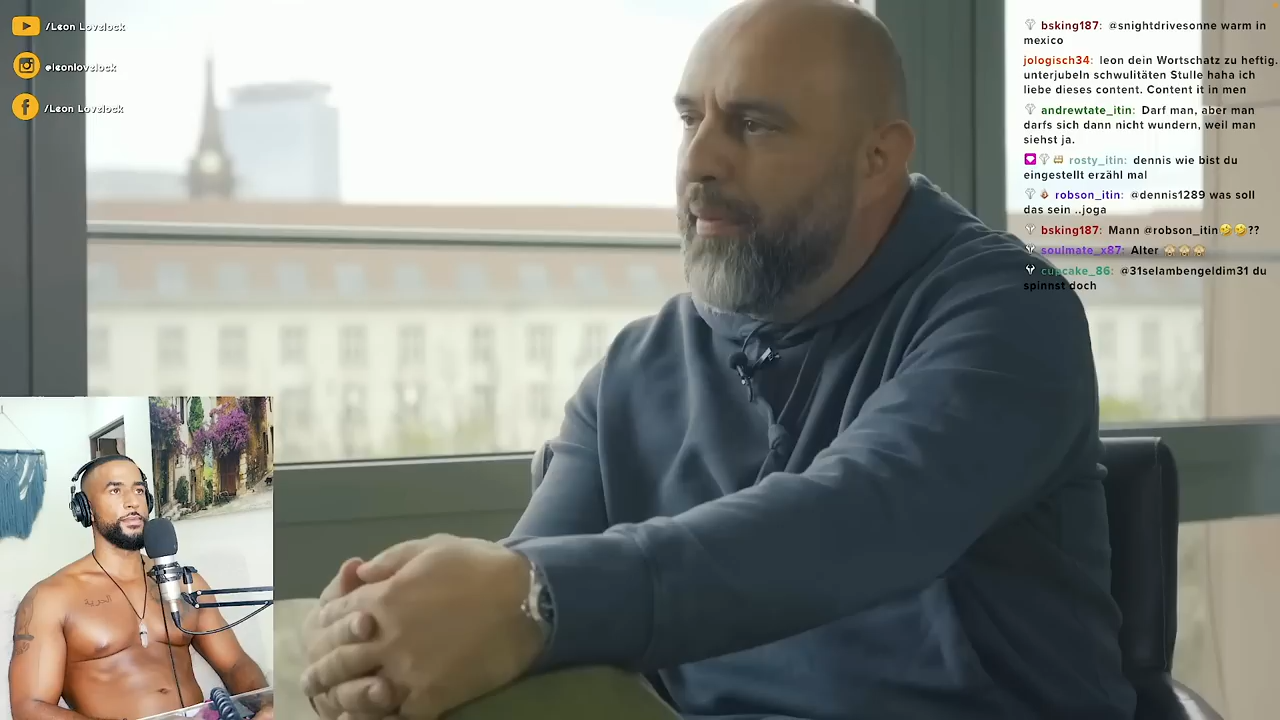 /Leon Lovelock
@leonlovelock
/Leon Lovelock
bsking187: @snightdrivesonne warm in
mexico
jologisch34: leon dein Wortschatz zu heftig.
unterjubeln schwulitäten Stulle haha ich
liebe dieses content. Content it in men
andrewtate_itin: Darf man, aber man
darfs sich dann nicht wundern, weil man
siehst ja.
rosty_itin: dennis wie bist du
eingestellt erzähl mal
robson_itin: @dennis1289 was soll
das sein ..joga
bsking187: Mann @robson_itin🤣🤣??
soulmate_x87: Alter 🙈🙈🙈
cupcake_86: @31selambengeldim31 du
spinnst doch
الحرية